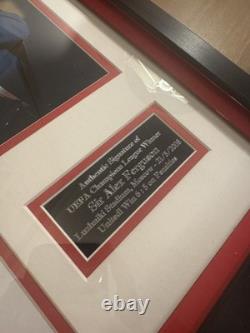 Authentic Signature of
UEFA Champions League Winner
Sir Alex Ferguson
Luzhniki Stadium, Moscow - 21/5/2008
United Win 6 : 5 on Penalties